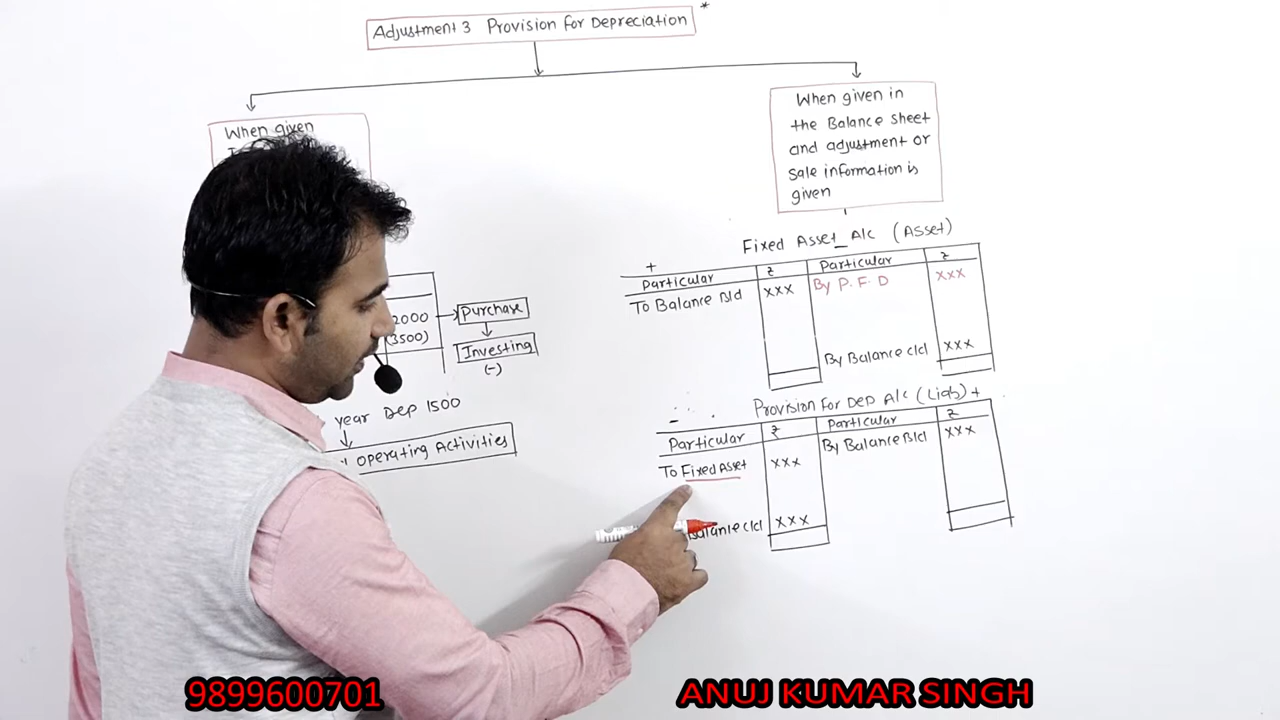 Adjustment 3 Provision for Depreciation *
When given
2000
(3500)
Purchase
Investing
(-)
year Dep 1500
operating Activities
When given in
the Balance sheet
and adjustment or
sale information is
given
Fixed Asset A/c (Asset)
+
Particular ₹ Particular ₹
To Balance B/d xxx By P.F.D xxx
By Balance c/d xxx
Provision for Dep A/c (Liab) +
-
Particular ₹ Particular ₹
To Fixed Asset xxx By Balance B/d xxx
Balance c/d xxx
9899600701 ANUJ KUMAR SINGH